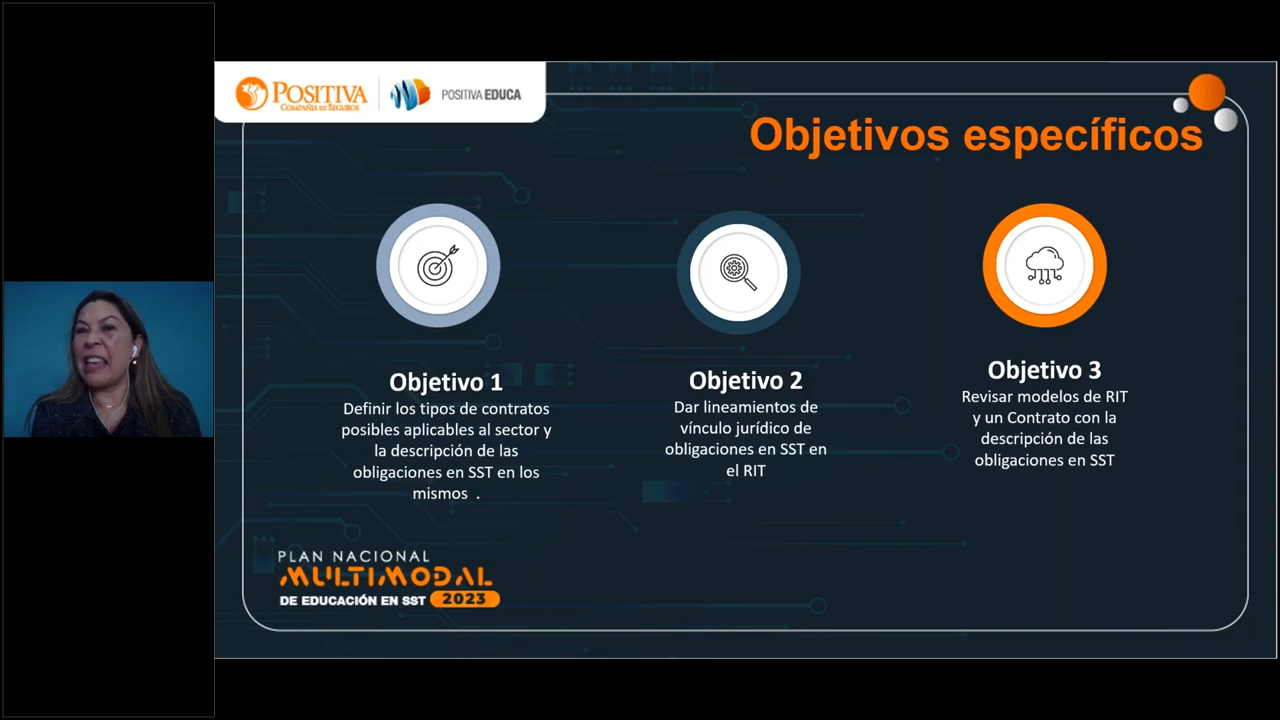 POSITIVA
COMPAÑÍA DE SEGUROS
POSITIVA EDUCA
Objetivos específicos
Objetivo 1
Definir los tipos de contratos
posibles aplicables al sector y
la descripción de las
obligaciones en SST en los
mismos .
Objetivo 2
Dar lineamientos de
vínculo jurídico de
obligaciones en SST en
el RIT
Objetivo 3
Revisar modelos de RIT
y un Contrato con la
descripción de las
obligaciones en SST
PLAN NACIONAL
MULTIMODAL
DE EDUCACIÓN EN SST 2023